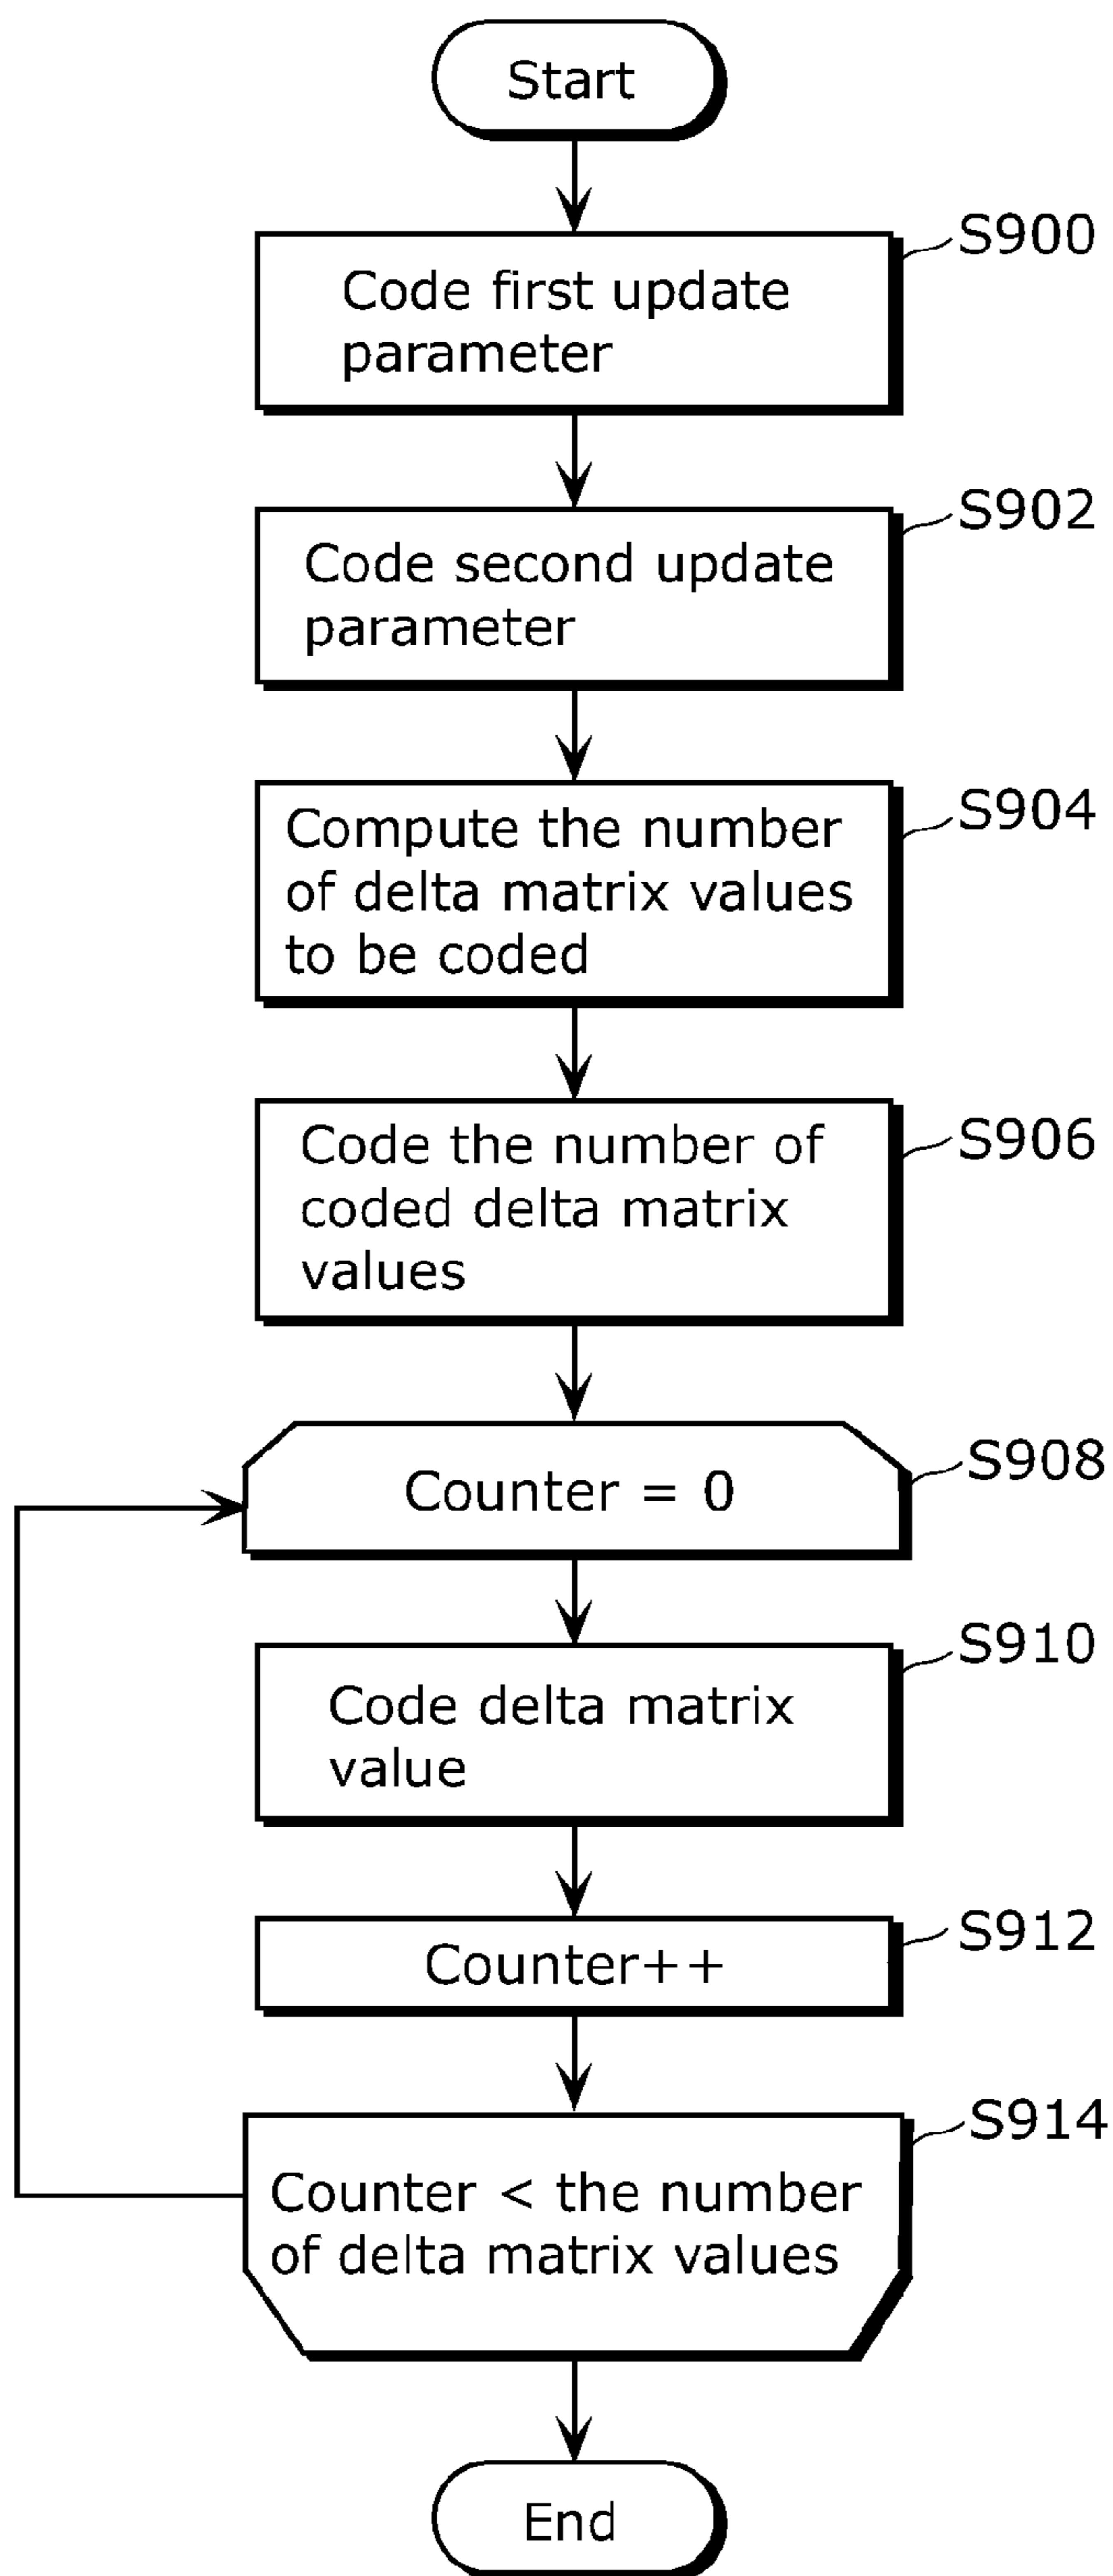 Start
S900
Code first update
parameter
S902
Code second update
parameter
S904
Compute the number
of delta matrix values
to be coded
S906
Code the number of
coded delta matrix
values
S908
Counter = 0
S910
Code delta matrix
value
S912
Counter++
S914
Counter < the number
of delta matrix values
End